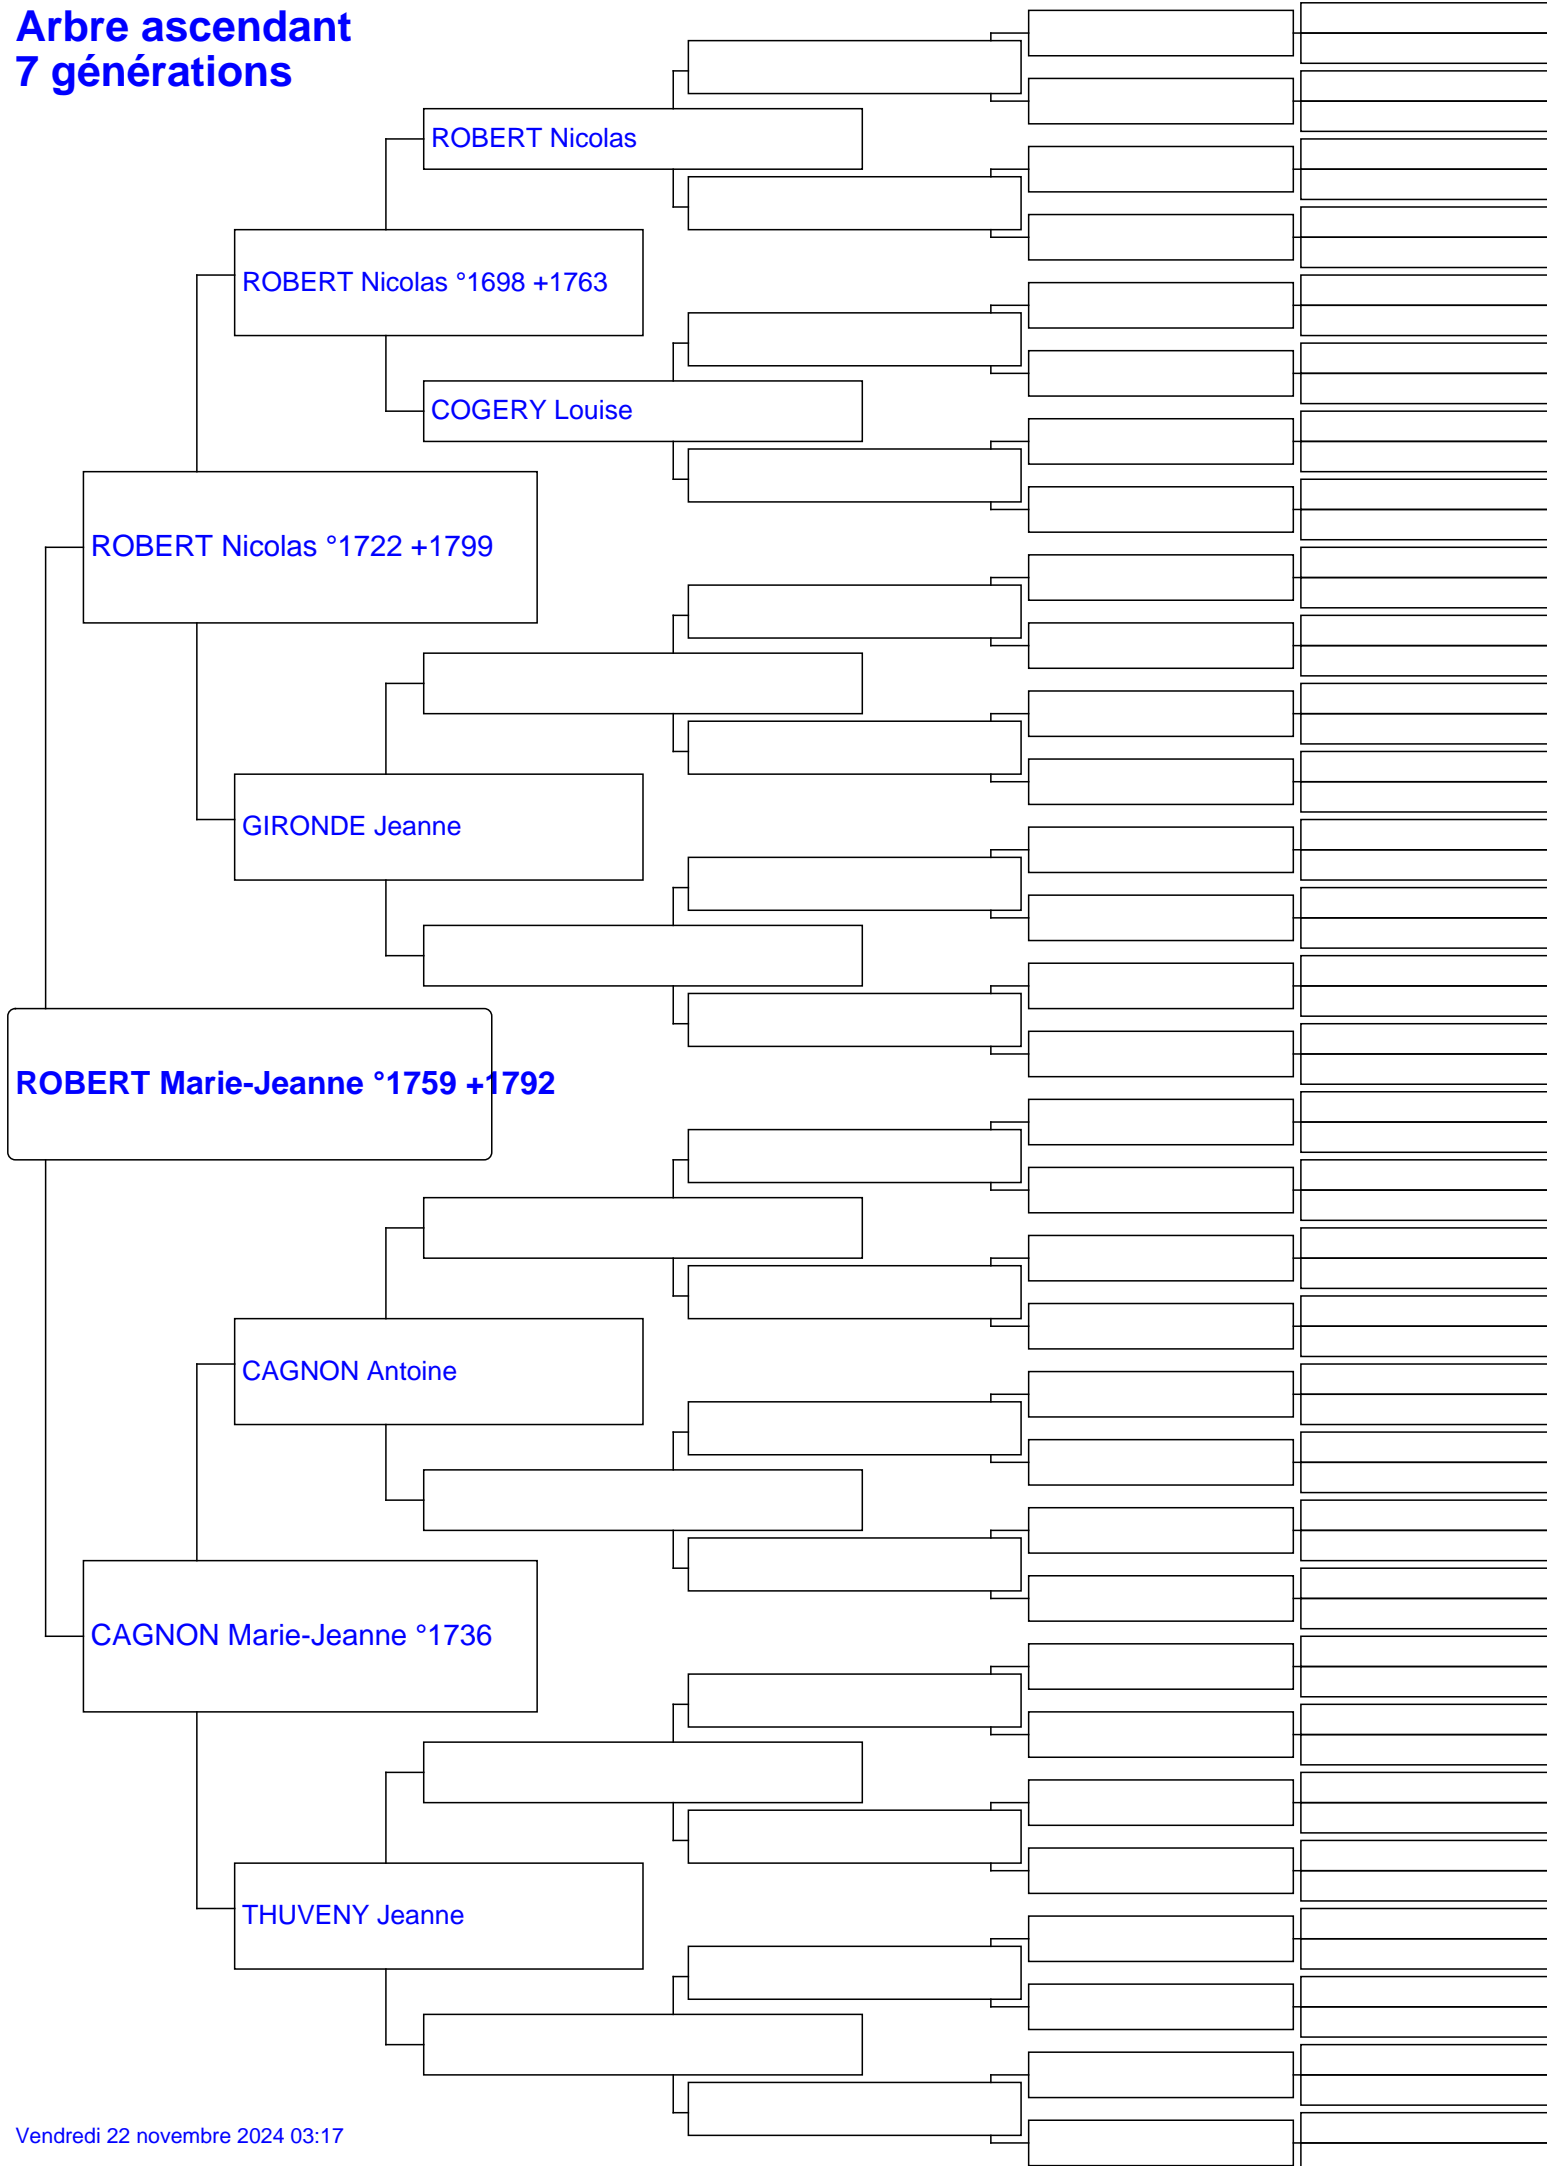 Arbre ascendant
7 générations
ROBERT Nicolas
ROBERT Nicolas °1698 +1763
COGERY Louise
ROBERT Nicolas °1722 +1799
GIRONDE Jeanne
ROBERT Marie-Jeanne °1759 +1792
CAGNON Antoine
CAGNON Marie-Jeanne °1736
THUVENY Jeanne
Vendredi 22 novembre 2024 03:17